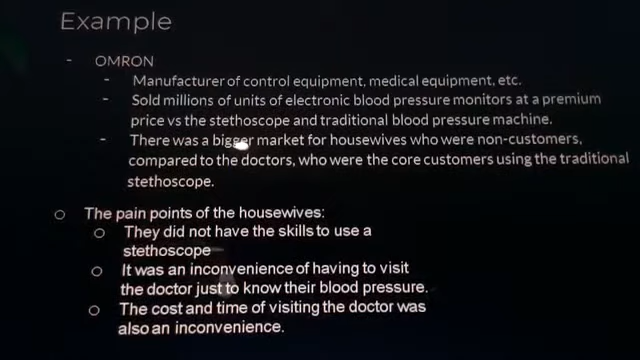 Example
- OMRON
- Manufacturer of control equipment, medical equipment, etc.
- Sold millions of units of electronic blood pressure monitors at a premium
price vs the stethoscope and traditional blood pressure machine.
- There was a bigger market for housewives who were non-customers,
compared to the doctors, who were the core customers using the traditional
stethoscope.
○ The pain points of the housewives:
○ They did not have the skills to use a
stethoscope
○ It was an inconvenience of having to visit
the doctor just to know their blood pressure.
○ The cost and time of visiting the doctor was
also an inconvenience.